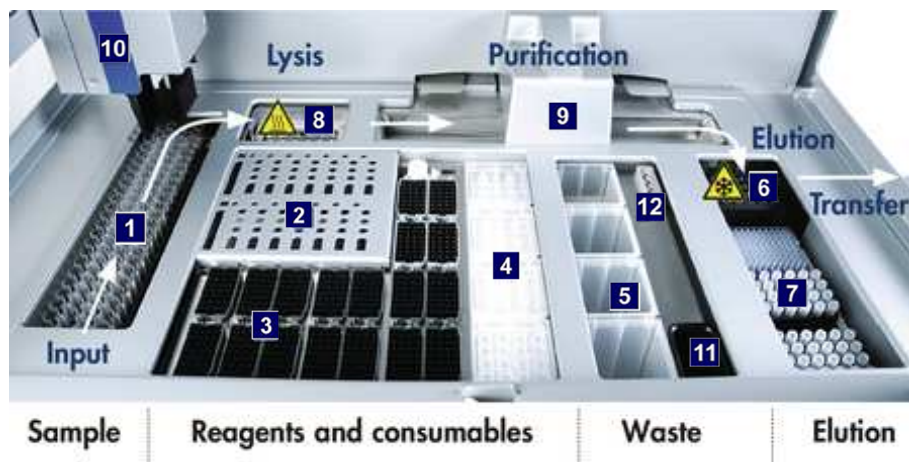 10
Lysis
Purification
8
9
Elution
6
Transfer
1
2
12
4
5
7
3
11
Input
Sample
Reagents and consumables
Waste
Elution